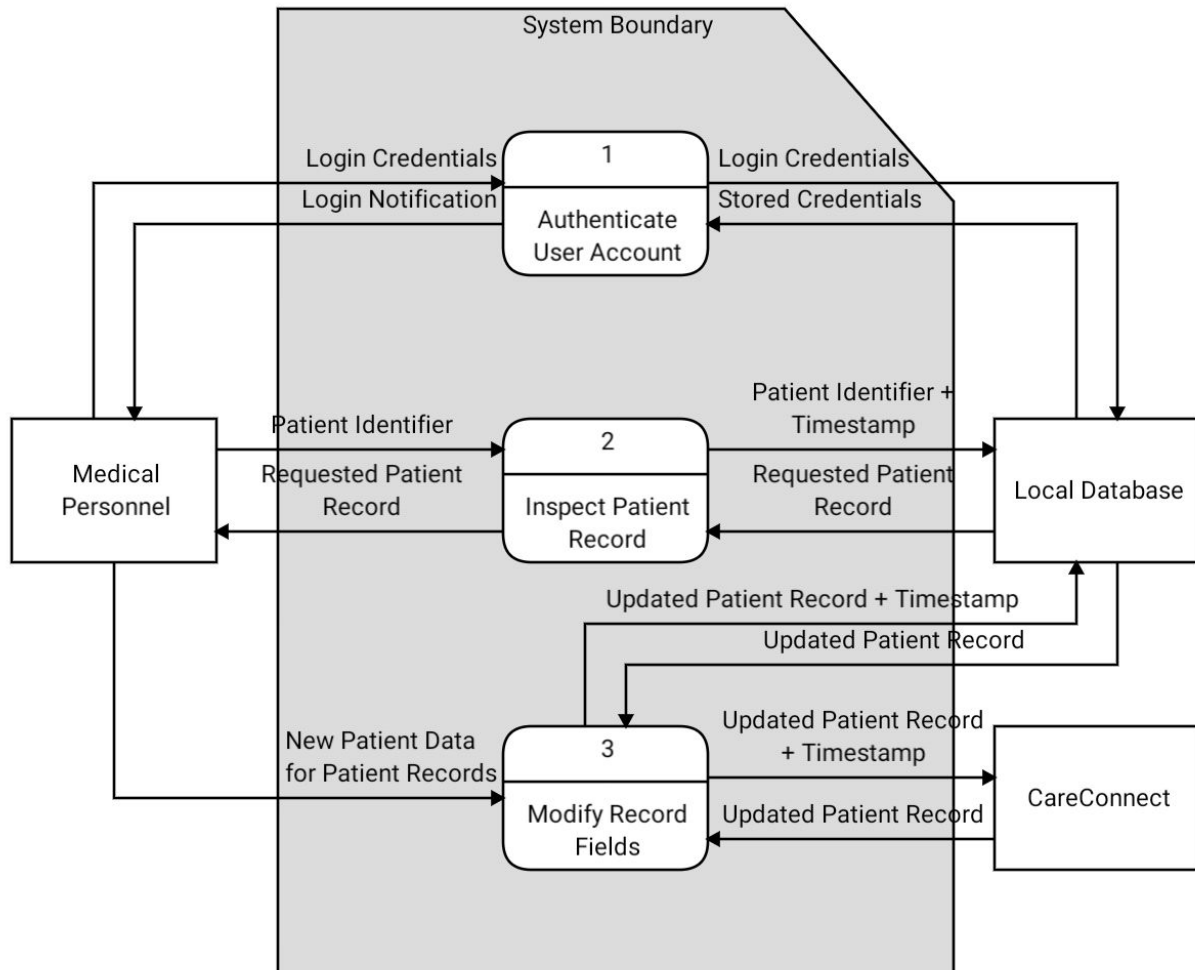 System Boundary
Login Credentials
1
Login Credentials
Login Notification
Stored Credentials
Authenticate
User Account
Patient Identifier
2
Patient Identifier +
Timestamp
Medical
Personnel
Requested Patient
Record
Inspect Patient
Record
Requested Patient
Record
Local Database
Updated Patient Record + Timestamp
Updated Patient Record
New Patient Data
for Patient Records
3
Updated Patient Record
+ Timestamp
Modify Record
Fields
Updated Patient Record
CareConnect